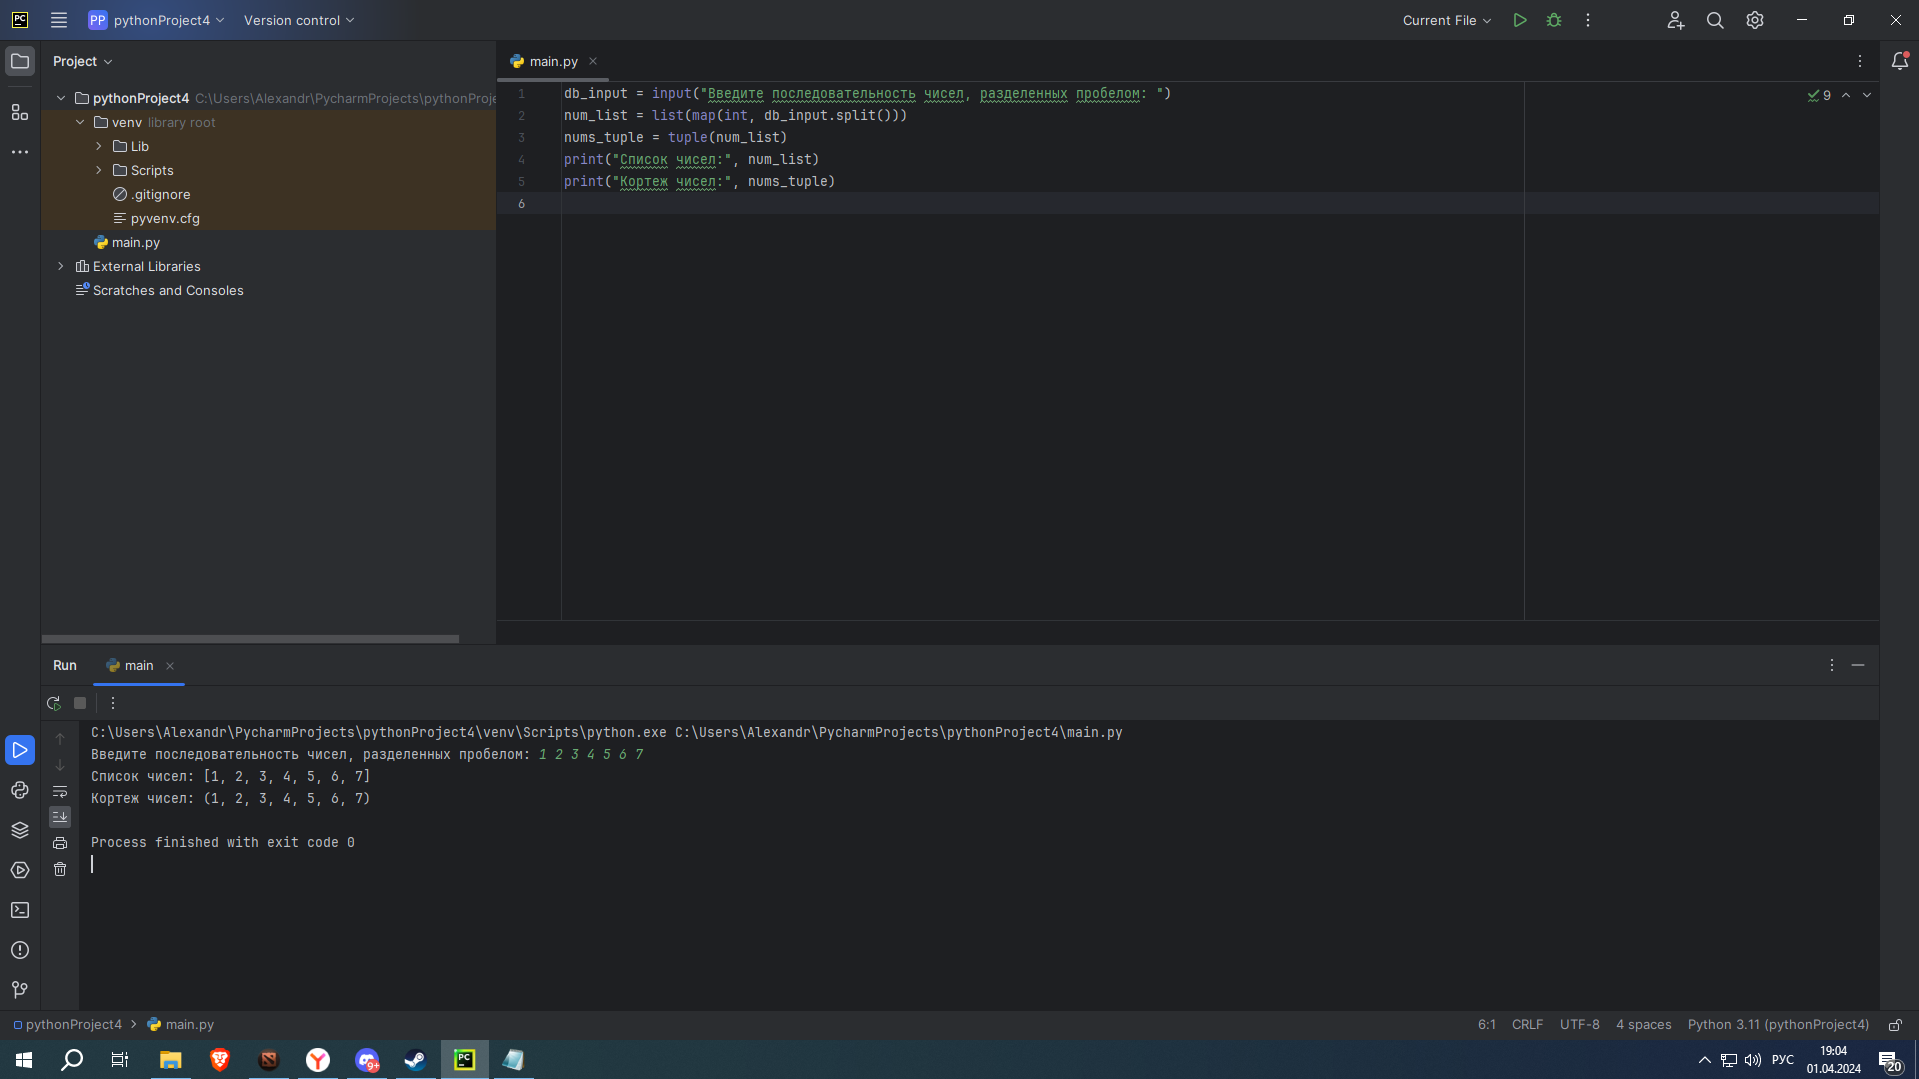 PC
PP pythonProject4 Version control Current File
Project
main.py
pythonProject4 C:\Users\Alexandr\PycharmProjects\pythonProje
venv library root
Lib
Scripts
.gitignore
pyvenv.cfg
main.py
External Libraries
Scratches and Consoles
1 db_input = input("Введите последовательность чисел, разделенных пробелом: ")
2 num_list = list(map(int, db_input.split()))
3 nums_tuple = tuple(num_list)
4 print("Список чисел:", num_list)
5 print("Кортеж чисел:", nums_tuple)
6
9
Run main
C:\Users\Alexandr\PycharmProjects\pythonProject4\venv\Scripts\python.exe C:\Users\Alexandr\PycharmProjects\pythonProject4\main.py
Введите последовательность чисел, разделенных пробелом: 1 2 3 4 5 6 7
Список чисел: [1, 2, 3, 4, 5, 6, 7]
Кортеж чисел: (1, 2, 3, 4, 5, 6, 7)
Process finished with exit code 0
pythonProject4 main.py 6:1 CRLF UTF-8 4 spaces Python 3.11 (pythonProject4)
9+
PC
РУС
19:04
01.04.2024
20